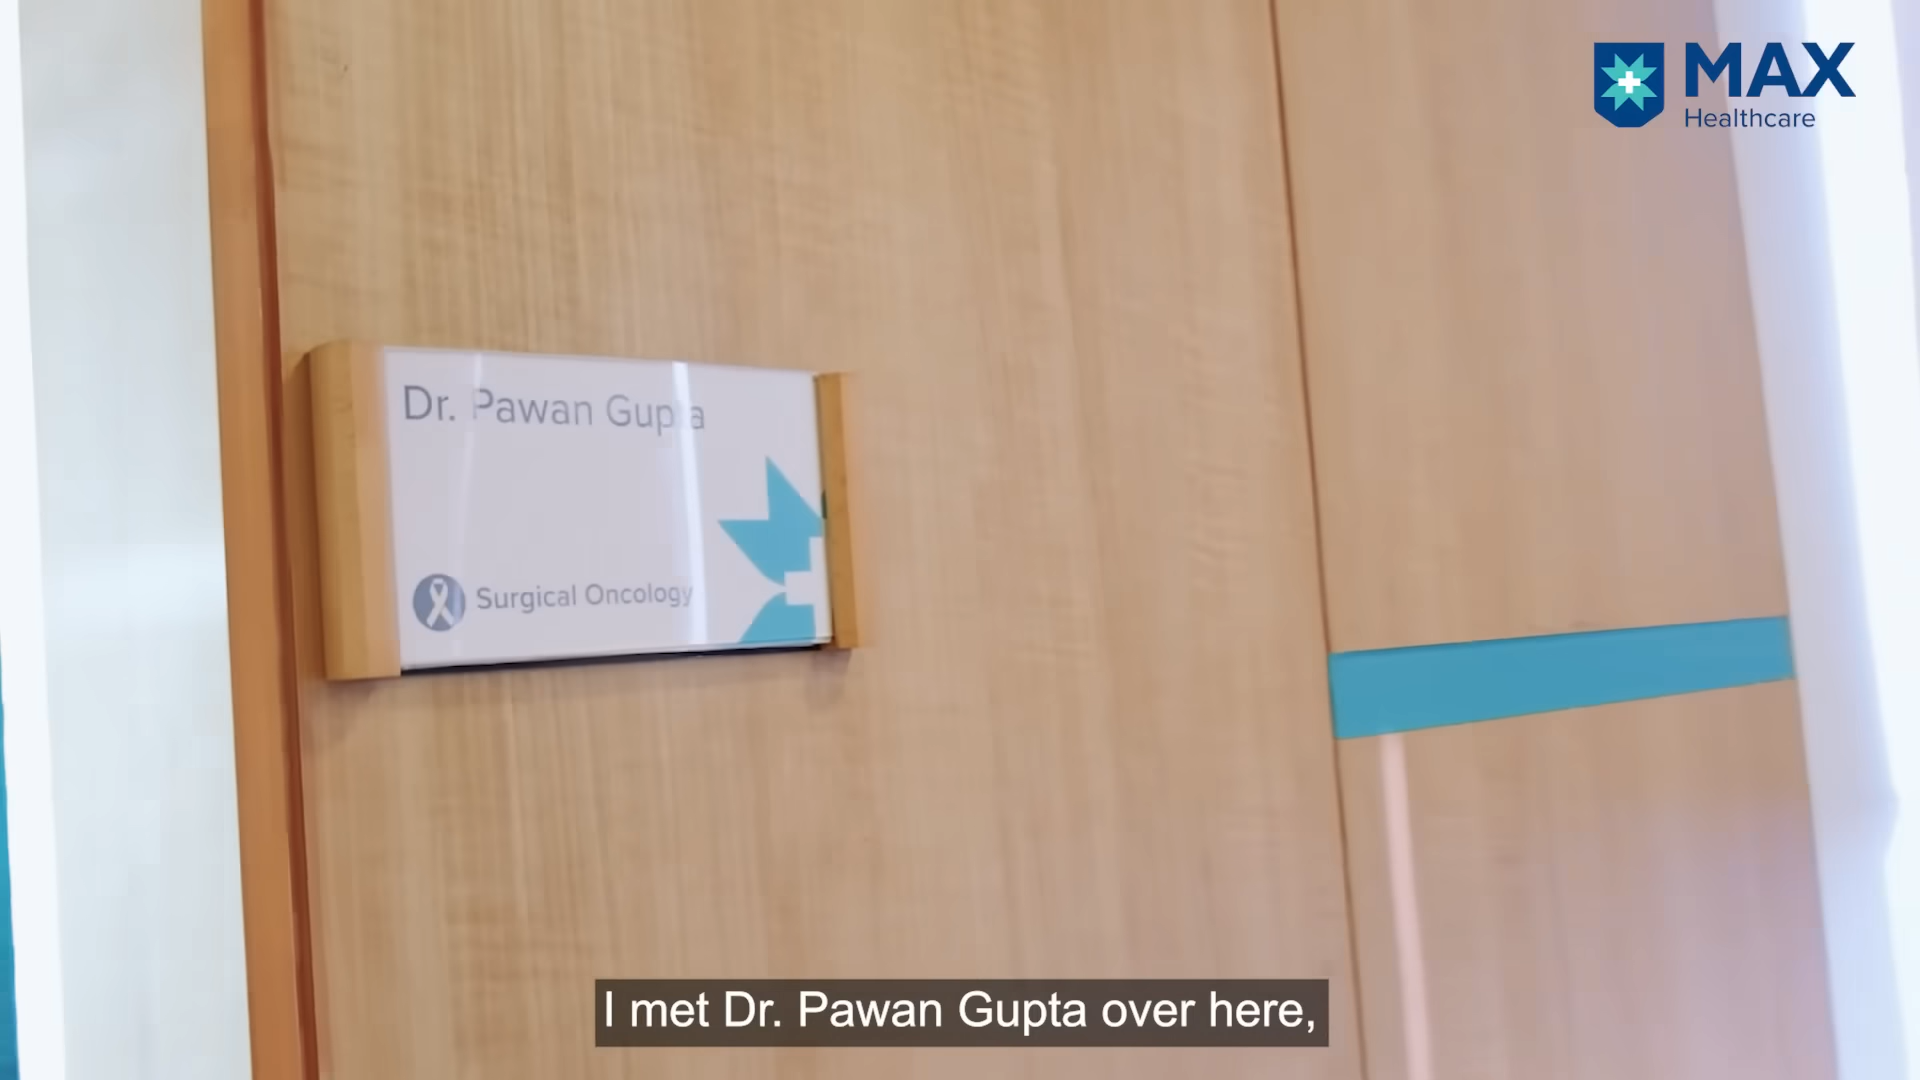 MAX
Healthcare
Dr. Pawan Gupta
Surgical Oncology
I met Dr. Pawan Gupta over here,